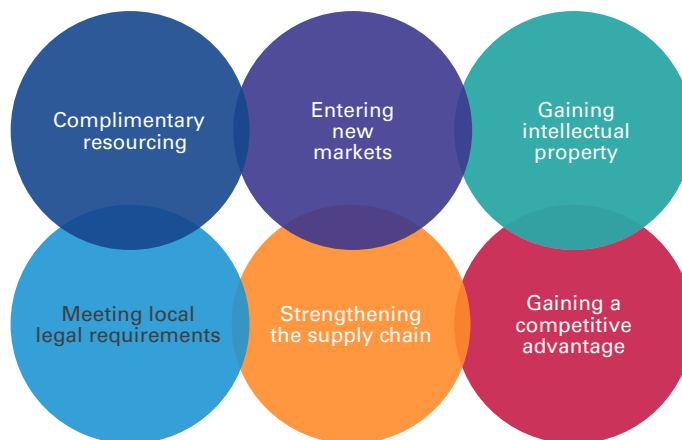 Complimentary
resourcing
Entering
new
markets
Gaining
intellectual
property
Meeting local
legal requirements
Strengthening
the supply chain
Gaining a
competitive
advantage